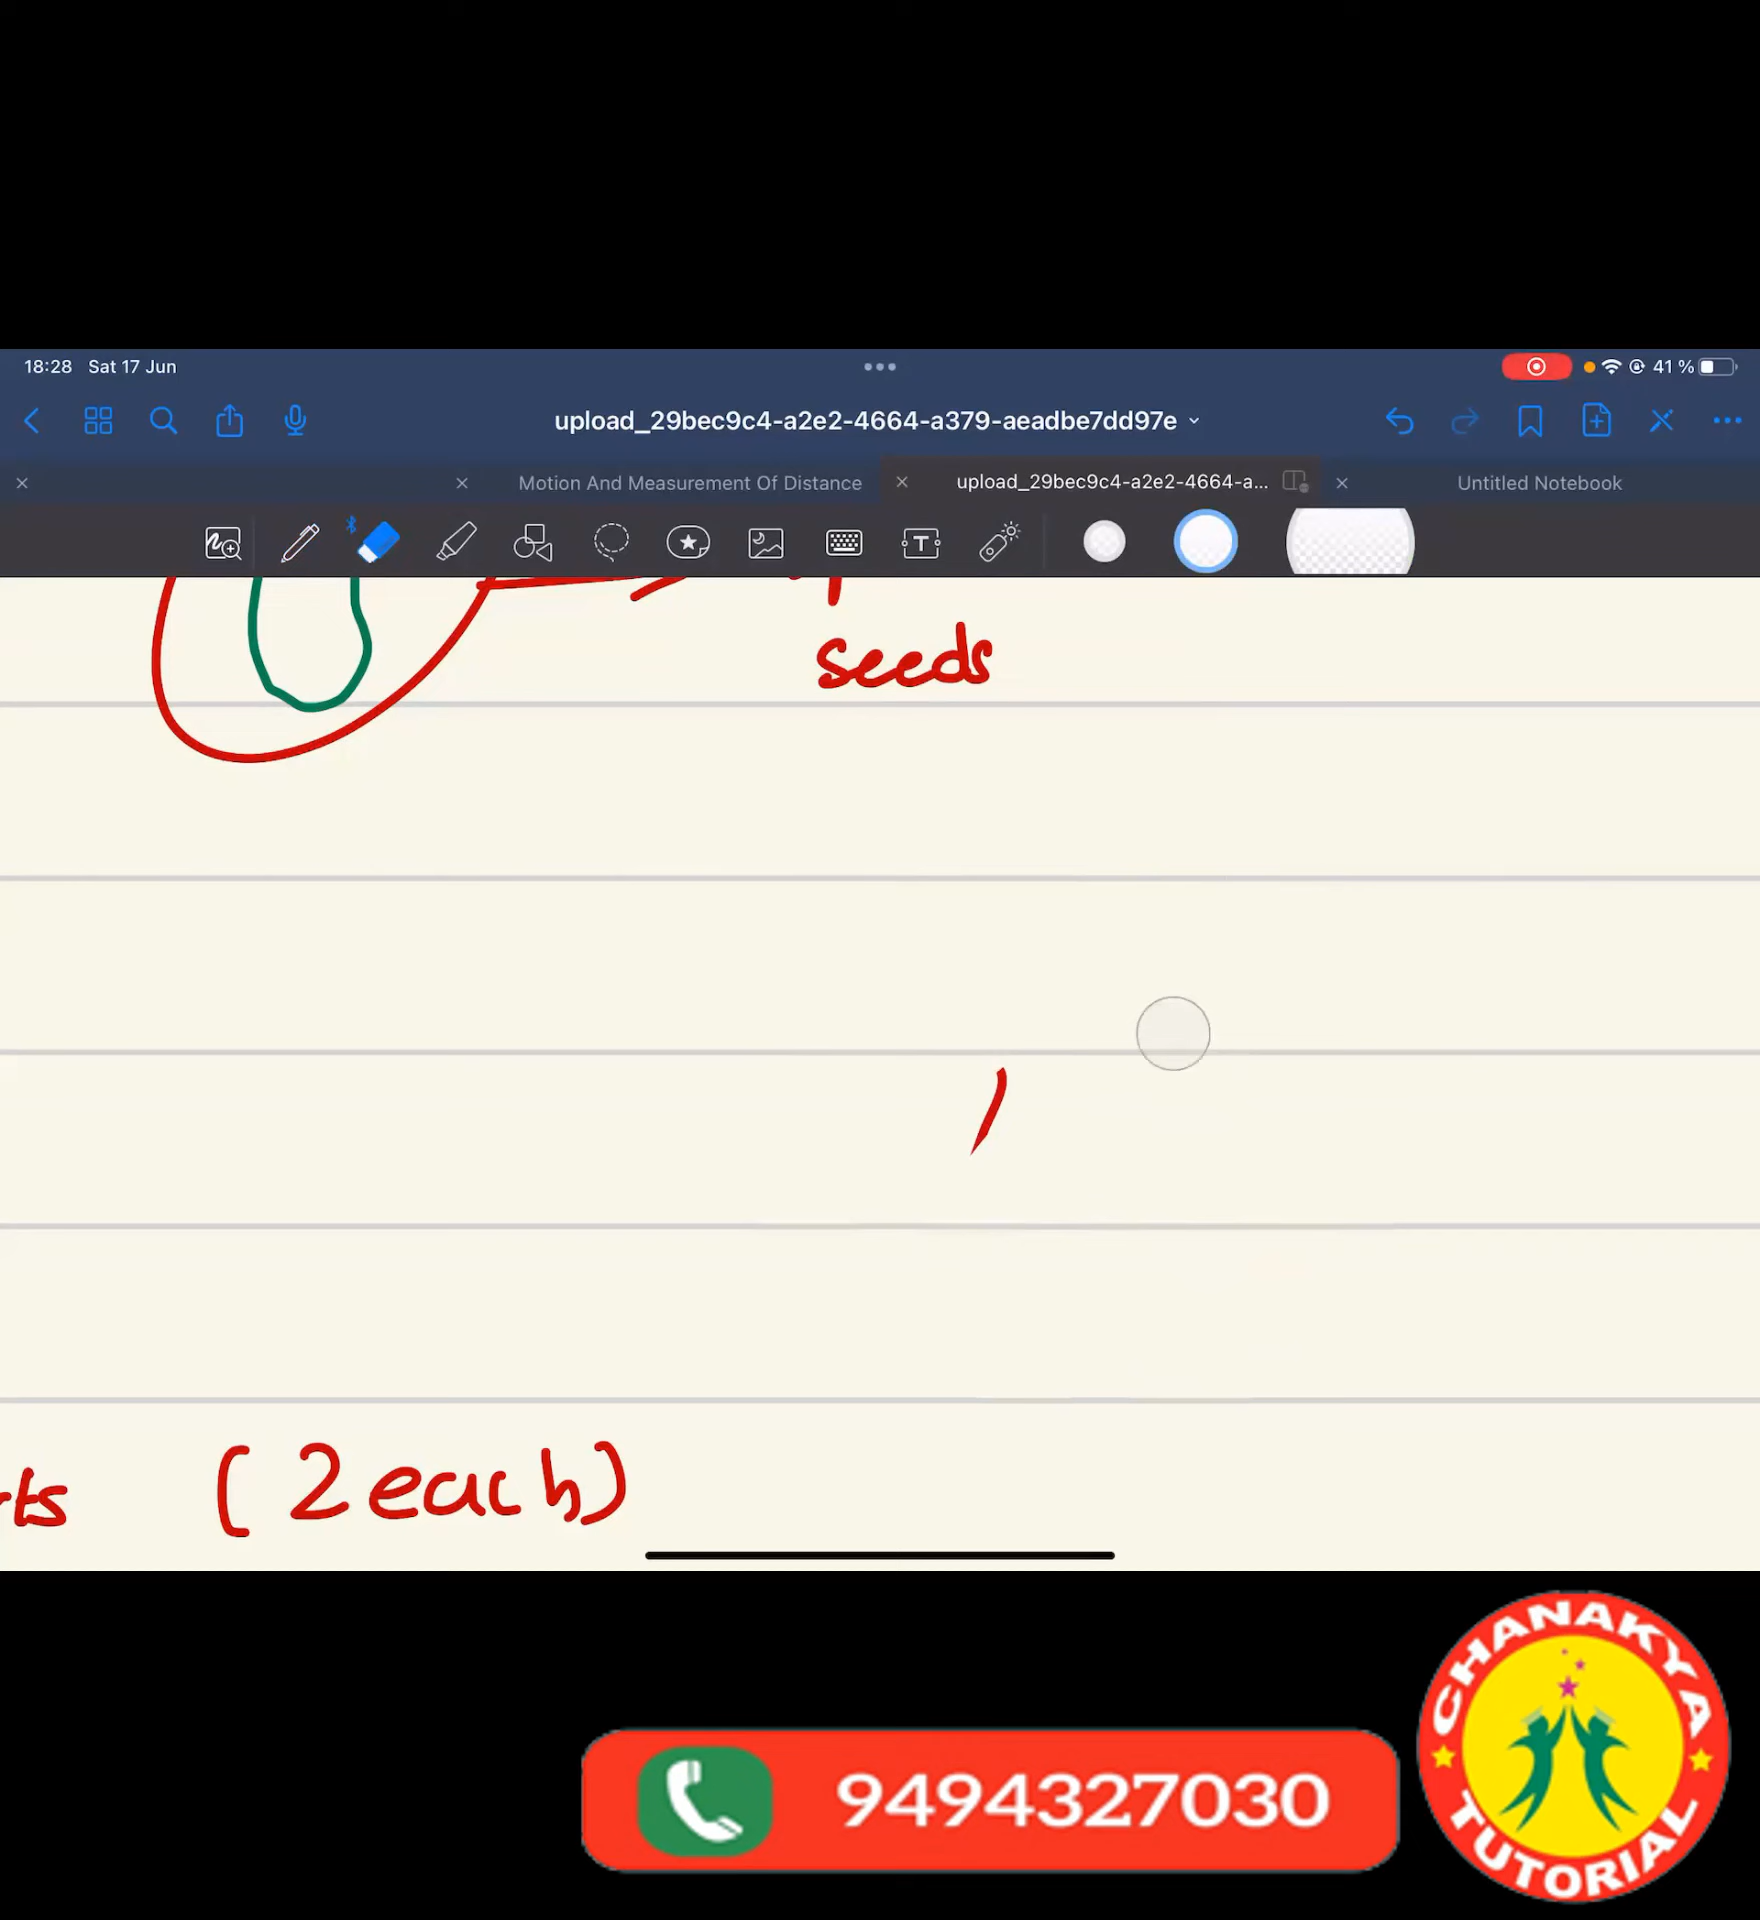 18:28 Sat 17 Jun
41 %
upload_29bec9c4-a2e2-4664-a379-aeadbe7dd97e
Motion And Measurement Of Distance
upload_29bec9c4-a2e2-4664-a...
Untitled Notebook
T
seeds
(2 each)
9494327030
CHANAKYA
TUTORIAL